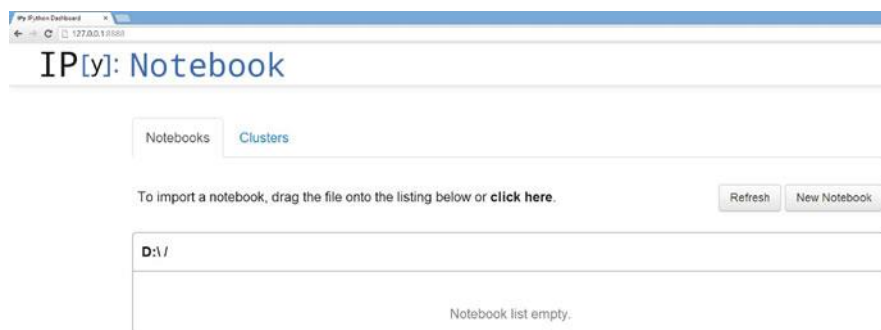 IPy IPython Dashboard
127.0.0.1:8888
IP[y]: Notebook
Notebooks Clusters
To import a notebook, drag the file onto the listing below or click here.
Refresh New Notebook
D:\ /
Notebook list empty.